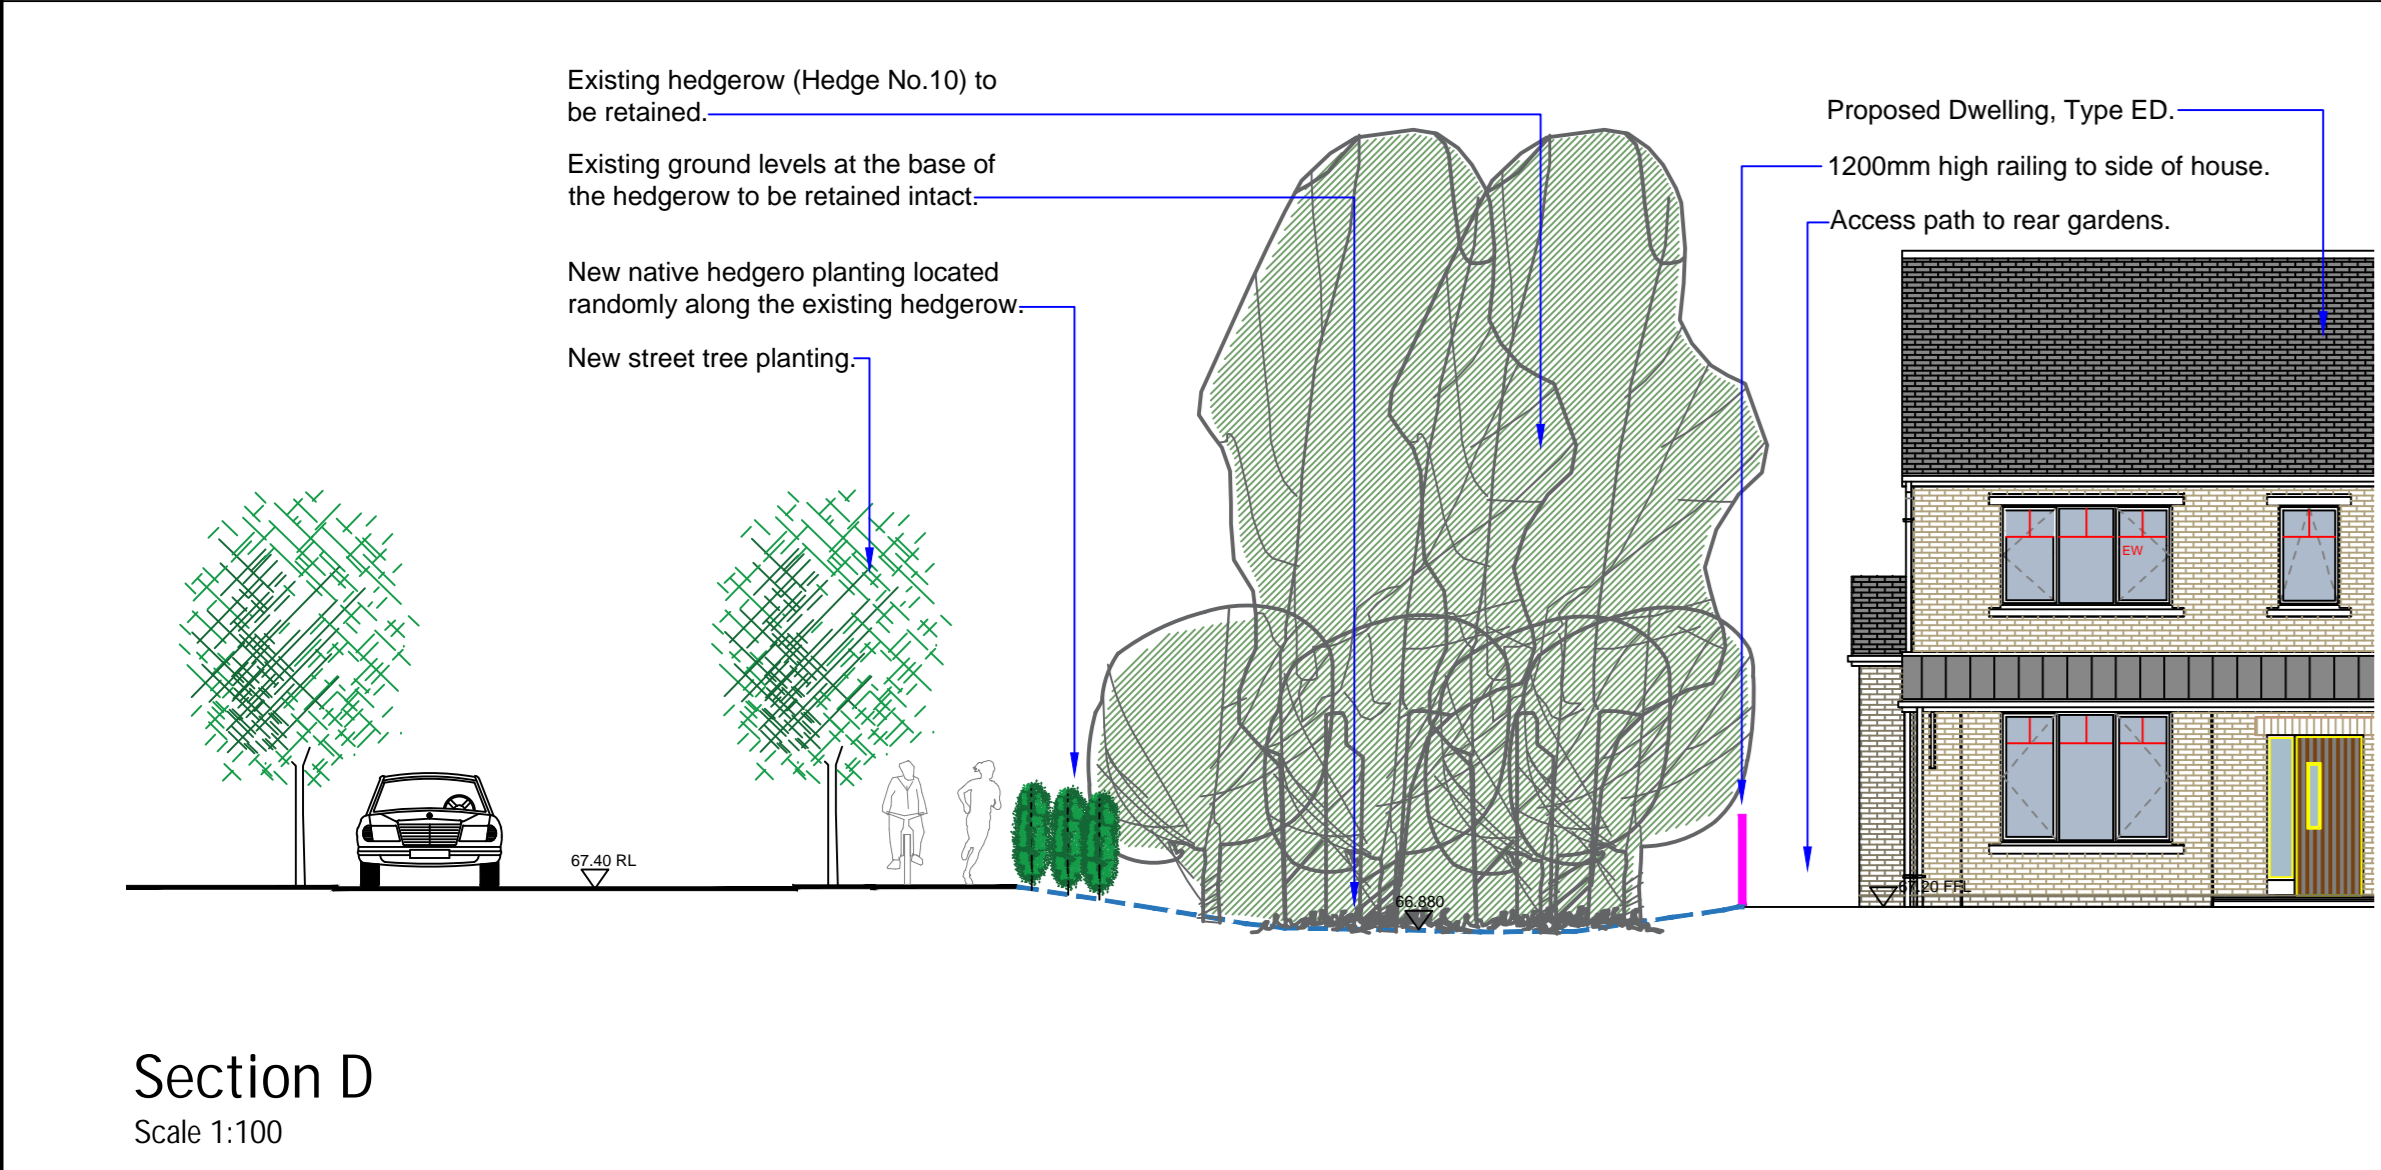 Existing hedgerow (Hedge No.10) to
be retained.
Existing ground levels at the base of
the hedgerow to be retained intact.
New native hedgero planting located
randomly along the existing hedgerow.
New street tree planting.
Proposed Dwelling, Type ED.
1200mm high railing to side of house.
Access path to rear gardens.
EW
67.40 RL
66.880
67.20 FFL
Section D
Scale 1:100